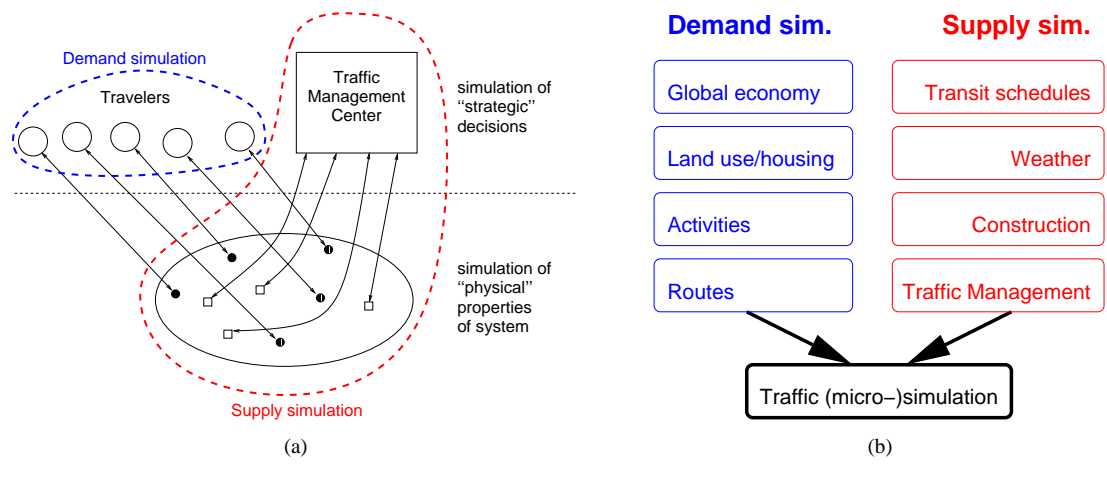 Demand simulation
Travelers
Traffic
Management
Center
simulation of
"strategic"
decisions
simulation of
"physical"
properties
of system
Supply simulation
(a)
Demand sim.
Supply sim.
Global economy
Transit schedules
Land use/housing
Weather
Activities
Construction
Routes
Traffic Management
Traffic (micro−)simulation
(b)